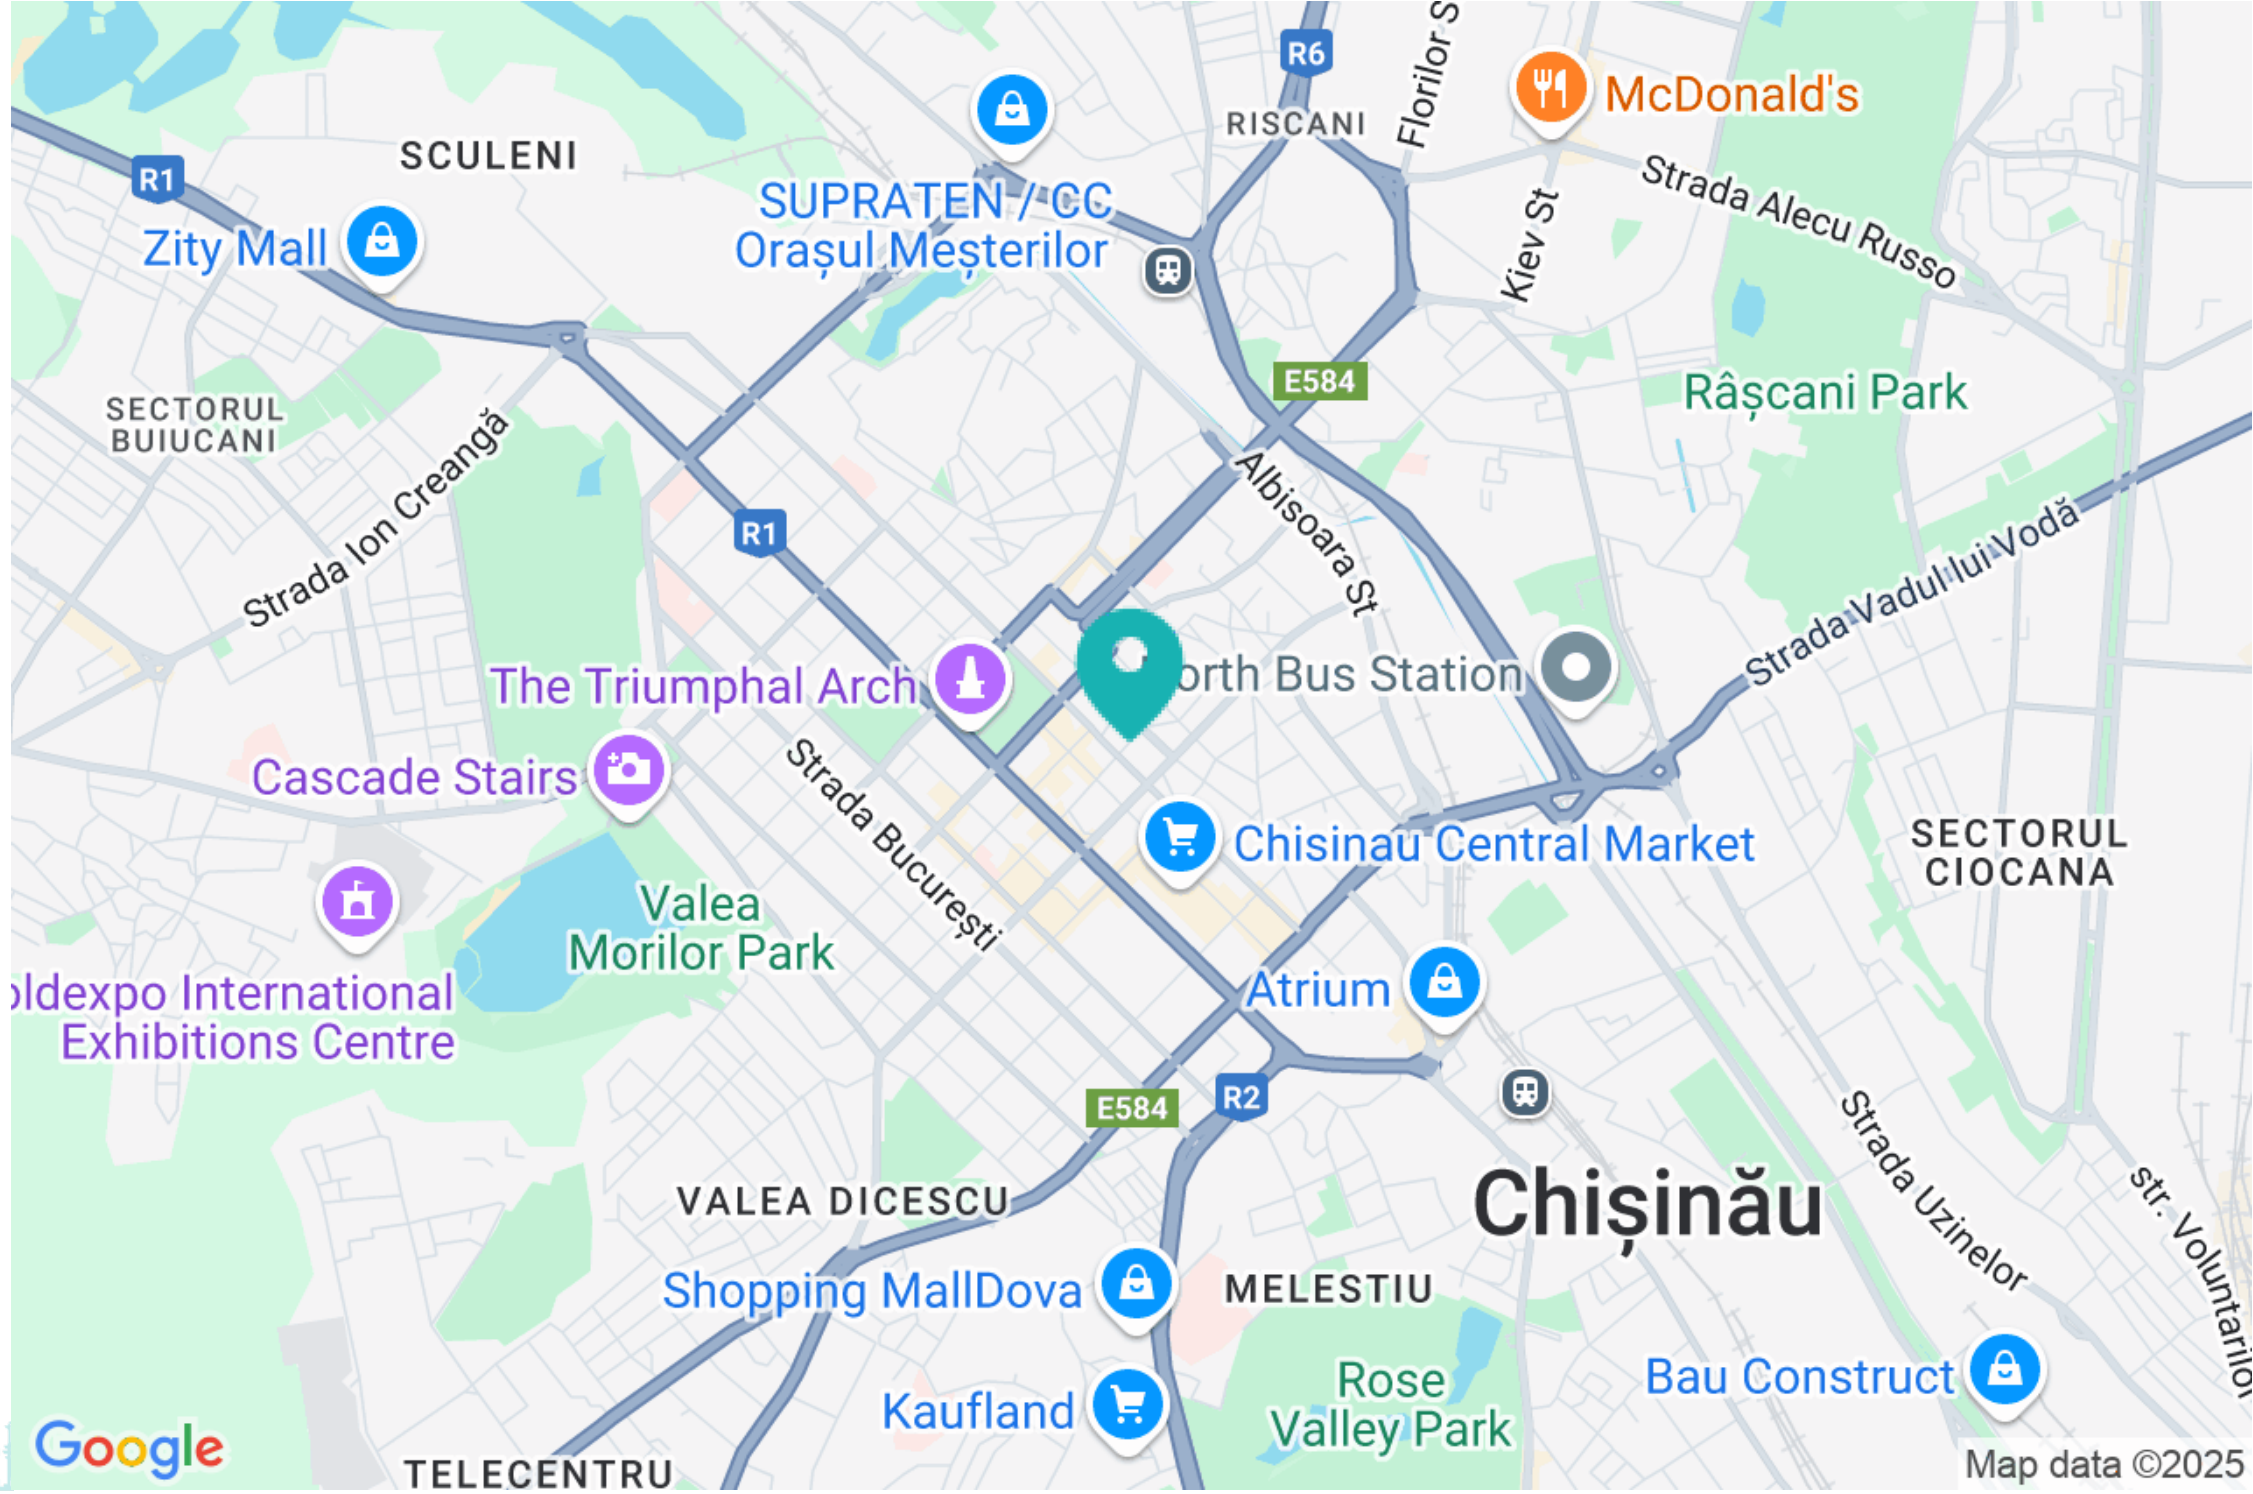 R6
Florilor S
McDonald's
RISCANI
SCULENI
R1
Strada Alecu Russo
SUPRATEN / CC
Orașul Meșterilor
Zity Mall
Kiev St
E584
Râșcani Park
SECTORUL
BUIUCANI
Strada Ion Creangă
Albisoara St
R1
Strada Vadul lui Vodă
The Triumphal Arch
orth Bus Station
Cascade Stairs
Strada București
Chisinau Central Market
SECTORUL
CIOCANA
Valea
Morilor Park
oldexpo International
Exhibitions Centre
Atrium
R2
E584
Strada Uzinelor
Chișinău
VALEA DICESCU
str. Voluntarilor
Shopping MallDova
MELESTIU
Rose
Valley Park
Bau Construct
Kaufland
Google
TELECENTRU
Map data ©2025